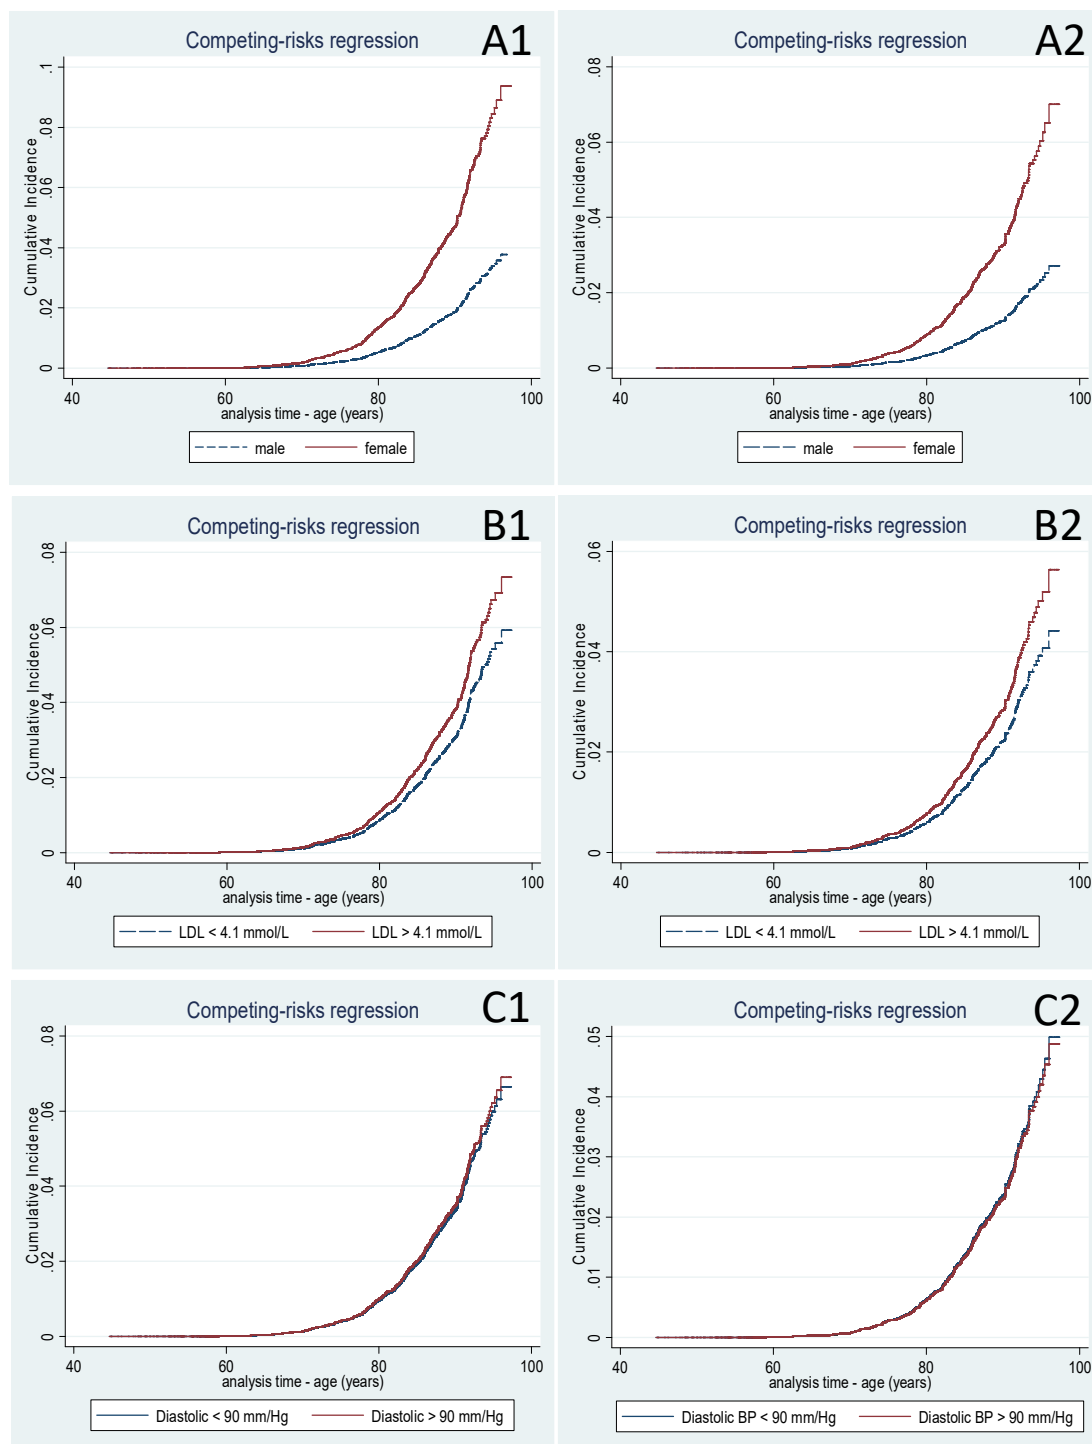 Competing-risks regression A1
Cumulative Incidence
.1
.08
.06
.04
.02
0
40 60 80 100
analysis time - age (years)
male female
Competing-risks regression A2
Cumulative Incidence
.08
.06
.04
.02
0
40 60 80 100
analysis time - age (years)
male female
Competing-risks regression B1
Cumulative Incidence
.08
.06
.04
.02
0
40 60 80 100
analysis time - age (years)
LDL < 4.1 mmol/L LDL > 4.1 mmol/L
Competing-risks regression B2
Cumulative Incidence
.06
.04
.02
0
40 60 80 100
analysis time - age (years)
LDL < 4.1 mmol/L LDL > 4.1 mmol/L
Competing-risks regression C1
Cumulative Incidence
.08
.06
.04
.02
0
40 60 80 100
analysis time - age (years)
Diastolic < 90 mm/Hg Diastolic > 90 mm/Hg
Competing-risks regression C2
Cumulative Incidence
.05
.04
.03
.02
.01
0
40 60 80 100
analysis time - age (years)
Diastolic BP < 90 mm/Hg Diastolic BP > 90 mm/Hg